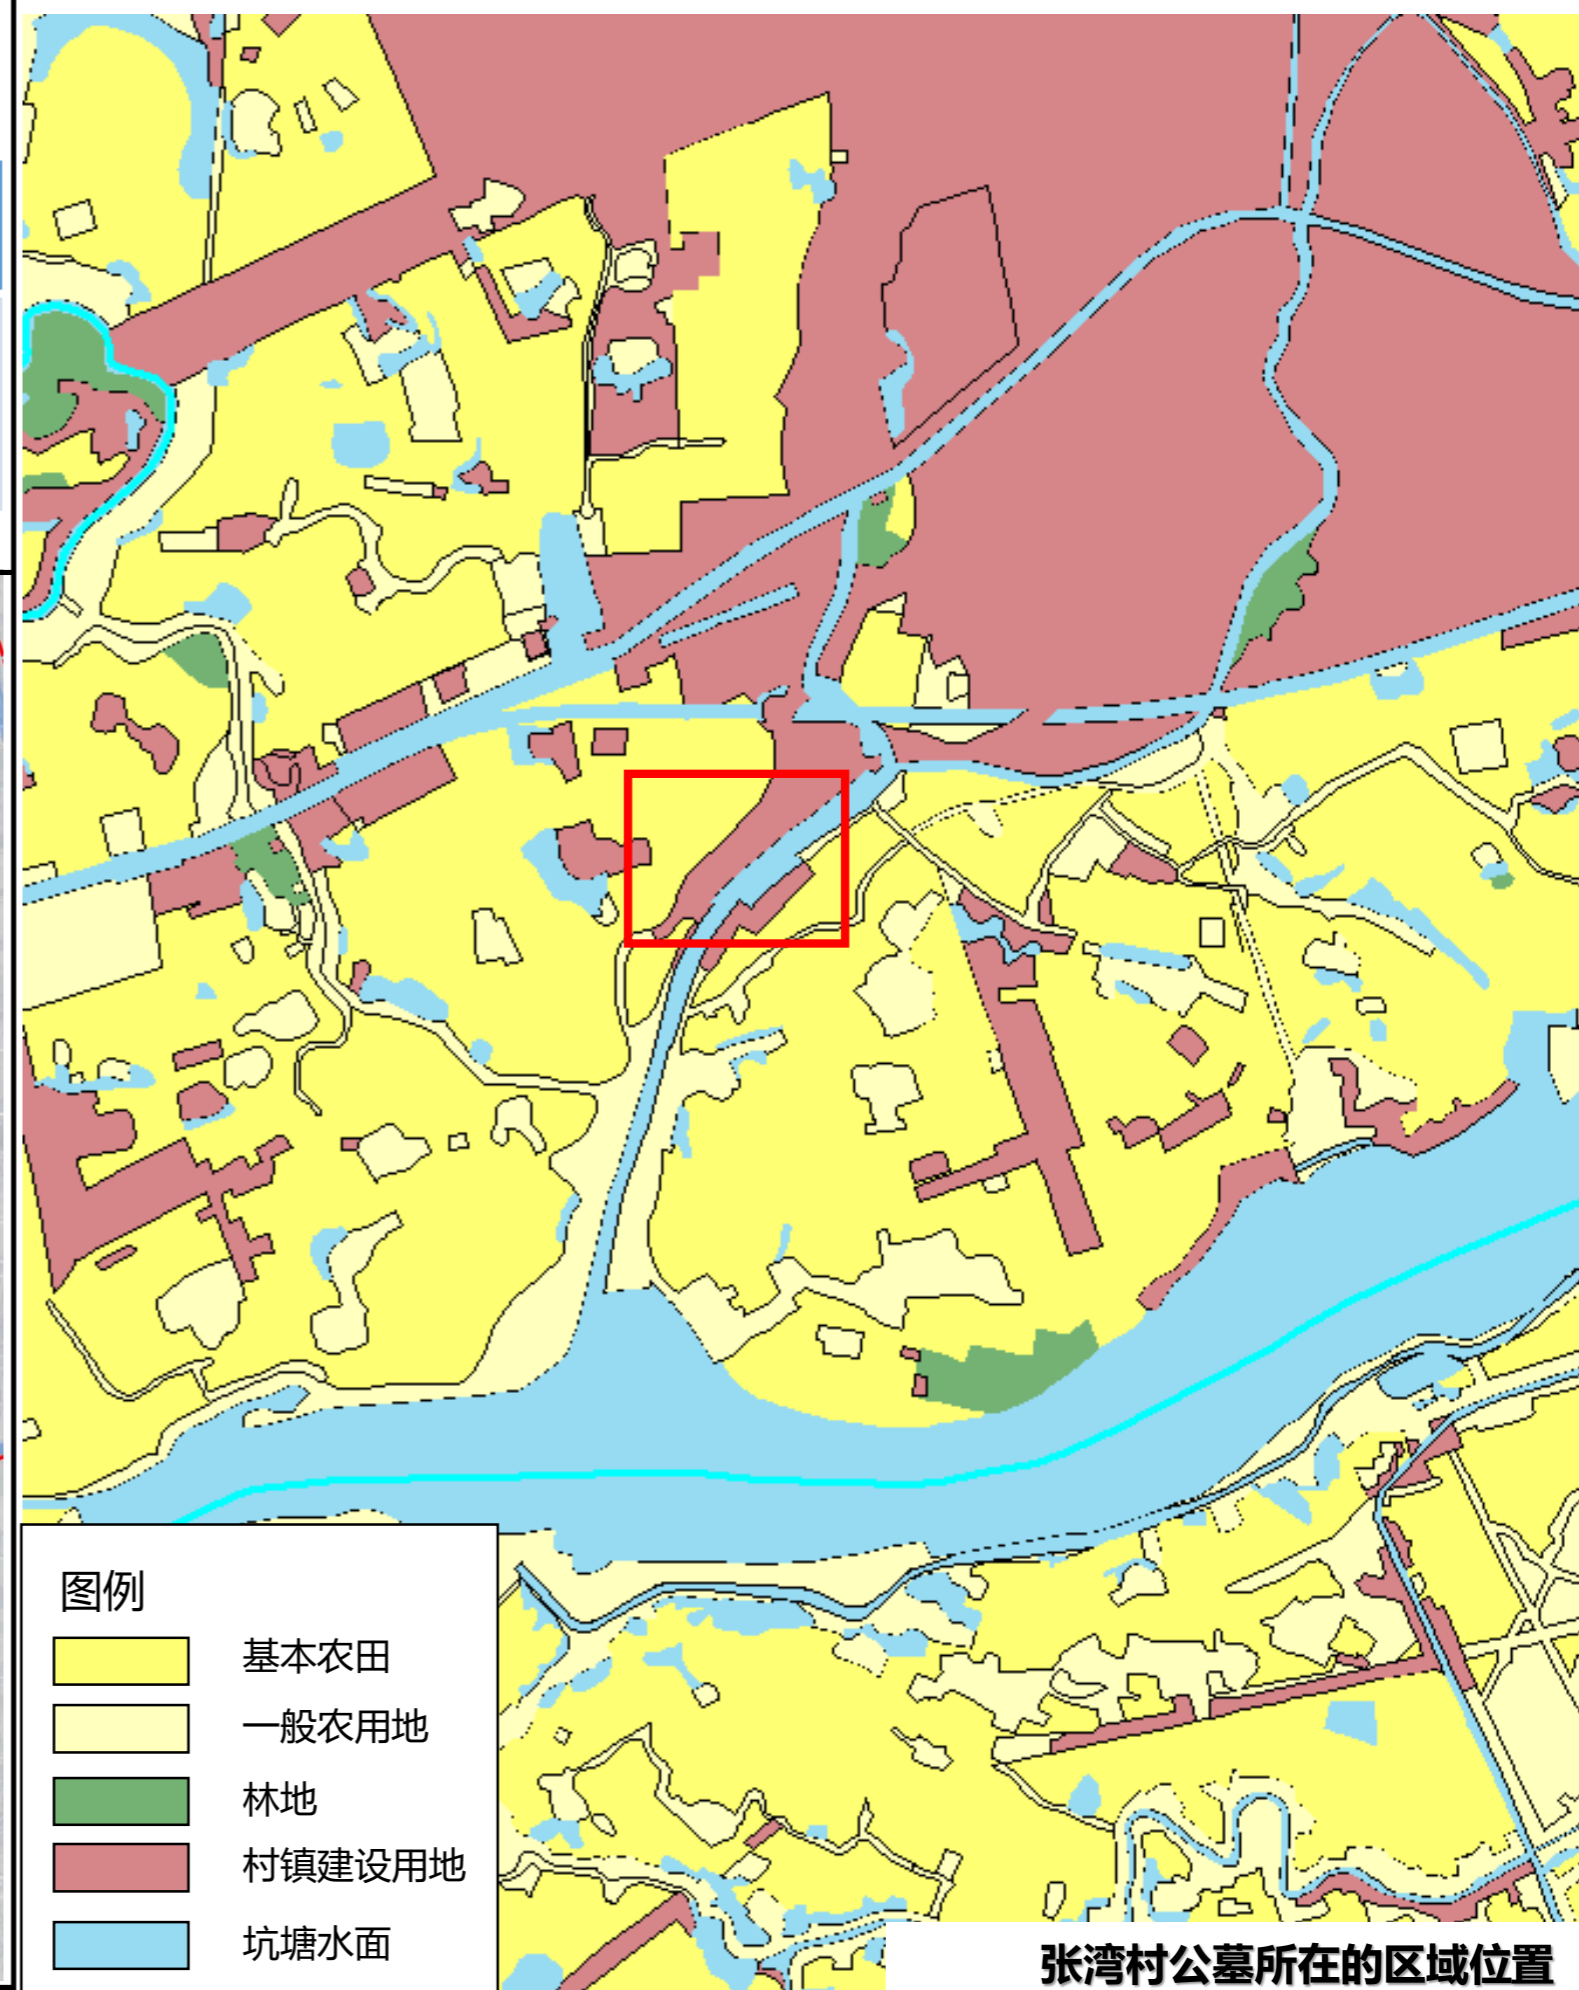 图例
基本农田
一般农用地
林地
村镇建设用地
坑塘水面
张湾村公墓所在的区域位置